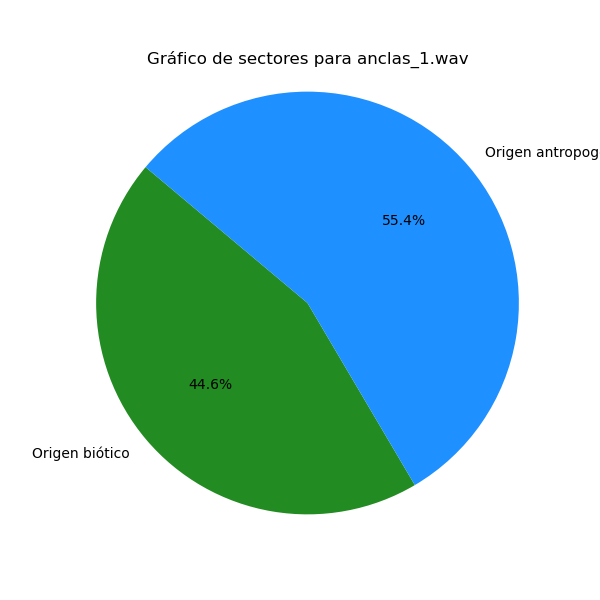 Gráfico de sectores para anclas_1.wav
Origen antropog
55.4%
44.6%
Origen biótico